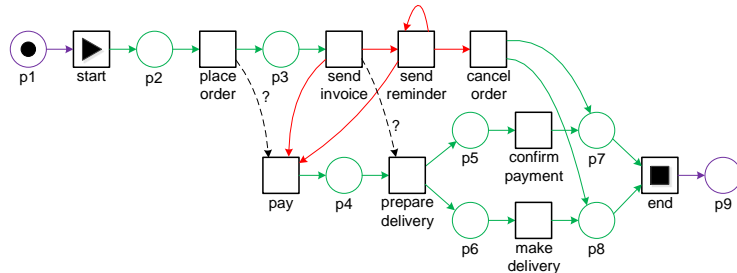 p1
start
p2
place
order
p3
send
invoice
send
reminder
cancel
order
?
?
pay
p4
prepare
delivery
p5
confirm
payment
p7
p6
make
delivery
p8
end
p9